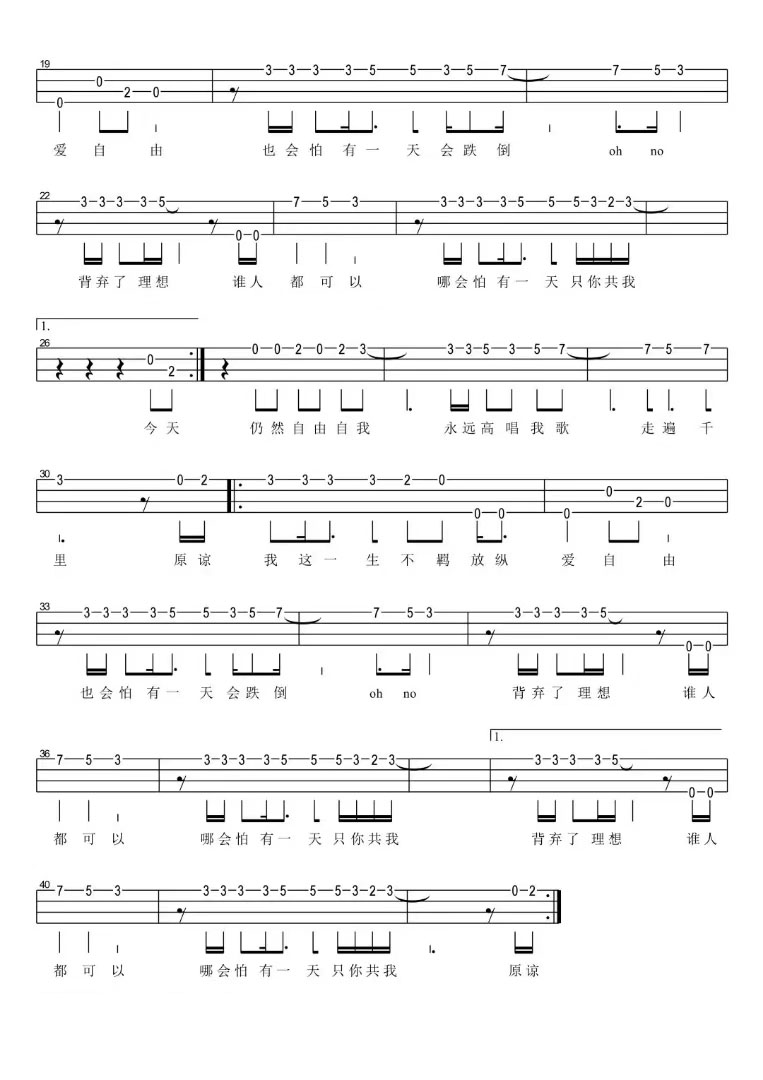 19
3 3 3 3 5 5 3 5 7 7 5 3
0 2 0
0
爱 自 由 也 会 怕 有 一 天 会 跌 倒 oh no
22
3 3 3 3 5 7 5 3 3 3 3 3 5 5 5 3 2 3
0 0
背弃了 理想 谁人 都 可 以 哪会怕 有 一 天 只你共我
1.
26
0 0 2 0 2 3 3 3 5 3 5 7 7 5 7
0
2
今 天 仍然自由自我 永远高 唱 我 歌 走 遍 千
30
3 0 2 3 3 3 3 2 0
0
2 0
0 0 0
里 原谅 我 这 一 生 不 羁 放 纵 爱 自 由
33
3 3 3 3 5 5 3 5 7 7 5 3 3 3 3 3 5
0 0
也会怕 有一 天会跌 倒 oh no 背弃了 理想 谁人
1.
36
7 5 3 3 3 3 3 5 5 5 3 2 3 3 3 3 3 5
0 0
都 可 以 哪会怕 有 一 天 只你共我 背弃了 理想 谁人
40
7 5 3 3 3 3 3 5 5 5 3 2 3 0 2
都 可 以 哪会怕 有 一 天 只你共我 原谅